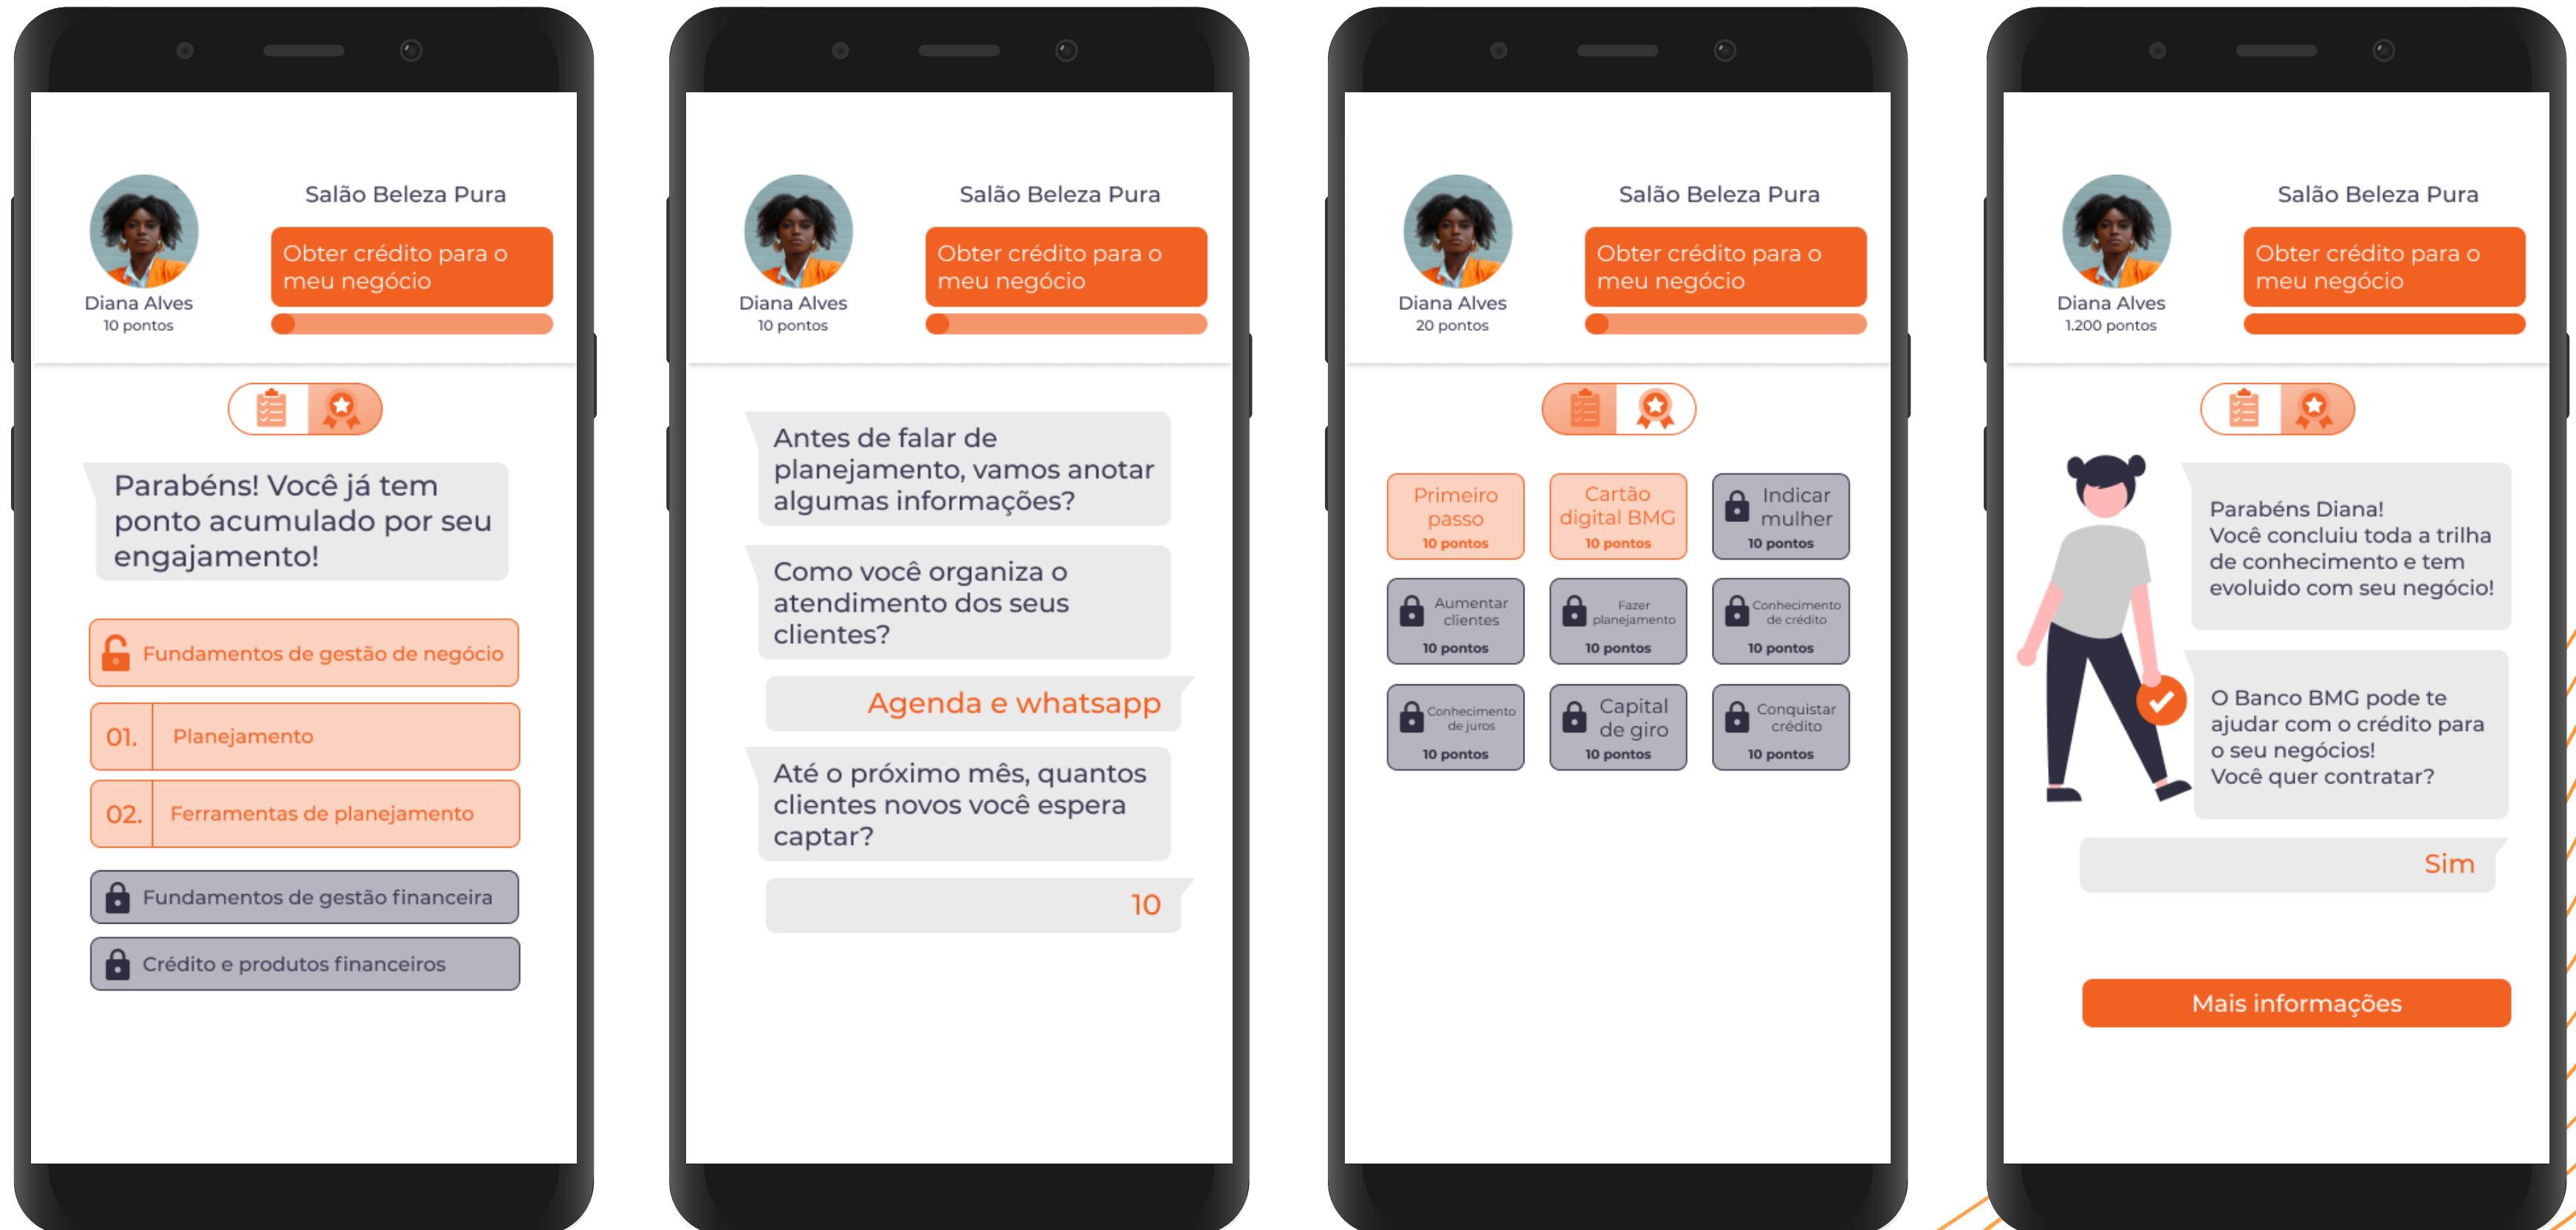 Diana Alves
10 pontos
Salão Beleza Pura
Obter crédito para o
meu negócio
Parabéns! Você já tem
ponto acumulado por seu
engajamento!
Fundamentos de gestão de negócio
01. Planejamento
02. Ferramentas de planejamento
Fundamentos de gestão financeira
Crédito e produtos financeiros
Diana Alves
10 pontos
Salão Beleza Pura
Obter crédito para o
meu negócio
Antes de falar de
planejamento, vamos anotar
algumas informações?
Como você organiza o
atendimento dos seus
clientes?
Agenda e whatsapp
Até o próximo mês, quantos
clientes novos você espera
captar?
10
Diana Alves
20 pontos
Salão Beleza Pura
Obter crédito para o
meu negócio
Primeiro
passo
10 pontos
Cartão
digital BMG
10 pontos
Indicar
mulher
10 pontos
Aumentar
clientes
10 pontos
Fazer
planejamento
10 pontos
Conhecimento
de crédito
10 pontos
Conhecimento
de juros
10 pontos
Capital
de giro
10 pontos
Conquistar
crédito
10 pontos
Diana Alves
1.200 pontos
Salão Beleza Pura
Obter crédito para o
meu negócio
Parabéns Diana!
Você concluiu toda a trilha
de conhecimento e tem
evoluido com seu negócio!
O Banco BMG pode te
ajudar com o crédito para
o seu negócios!
Você quer contratar?
Sim
Mais informações